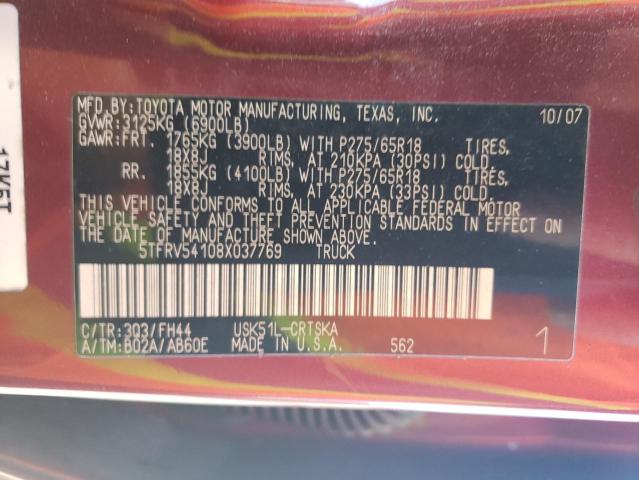 MFD. BY: TOYOTA MOTOR MANUFACTURING, TEXAS, INC. 10/07
GVWR: 3125KG (6900LB)
GAWR: FRT. 1765KG (3900LB) WITH P275/65R18 TIRES,
18X8J RIMS, AT 210KPA (30PSI) COLD.
RR. 1855KG (4100LB) WITH P275/65R18 TIRES,
18X8J RIMS, AT 230KPA (33PSI) COLD.
THIS VEHICLE CONFORMS TO ALL APPLICABLE FEDERAL MOTOR
VEHICLE SAFETY AND THEFT PREVENTION STANDARDS IN EFFECT ON
THE DATE OF MANUFACTURE SHOWN ABOVE.
5TFRV54108X037769 TRUCK
C/TR: 3Q3/FH44 USK51L-CRTSKA
A/TM: B02A/AB60E MADE IN U.S.A. 562 1